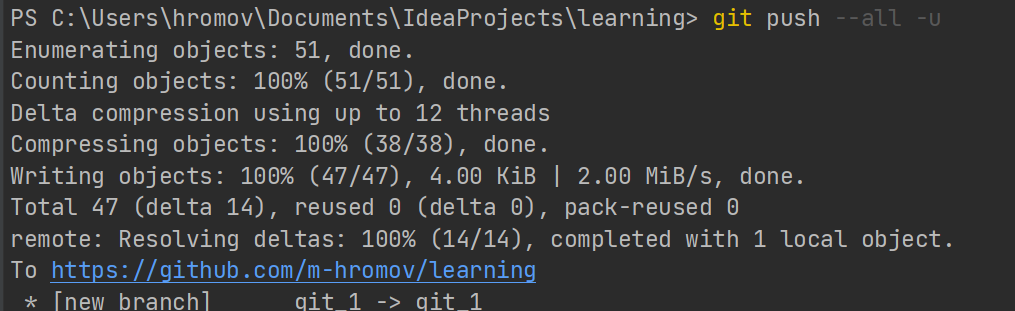 PS C:\Users\hromov\Documents\IdeaProjects\learning> git push --all -u
Enumerating objects: 51, done.
Counting objects: 100% (51/51), done.
Delta compression using up to 12 threads
Compressing objects: 100% (38/38), done.
Writing objects: 100% (47/47), 4.00 KiB | 2.00 MiB/s, done.
Total 47 (delta 14), reused 0 (delta 0), pack-reused 0
remote: Resolving deltas: 100% (14/14), completed with 1 local object.
To https://github.com/m-hromov/learning
 * [new branch]      git_1 -> git_1